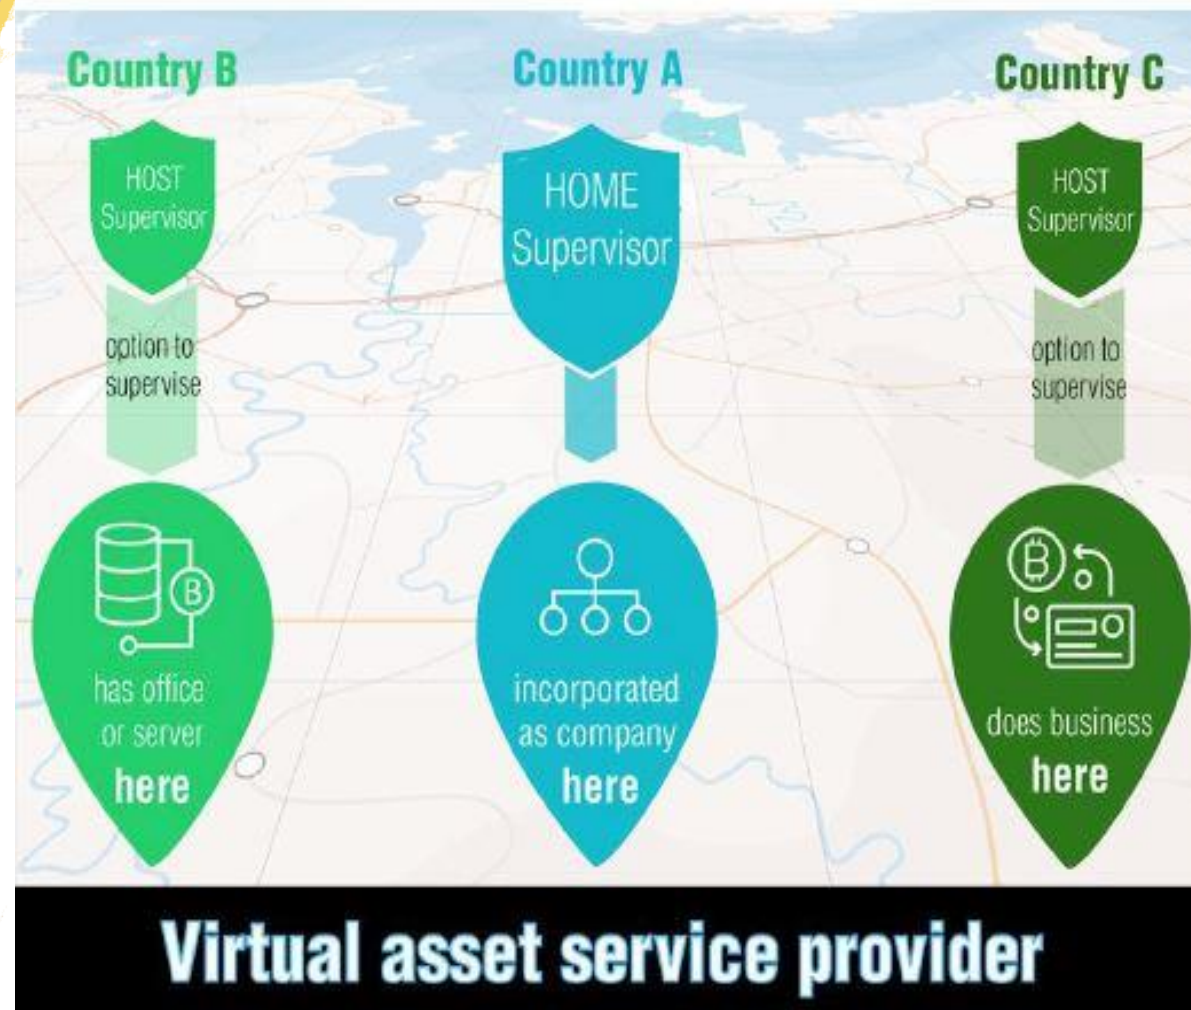 Country B
HOST
Supervisor
option to
supervise
has office
or server
here
Country A
HOME
Supervisor
incorporated
as company
here
Country C
HOST
Supervisor
option to
supervise
does business
here
Virtual asset service provider